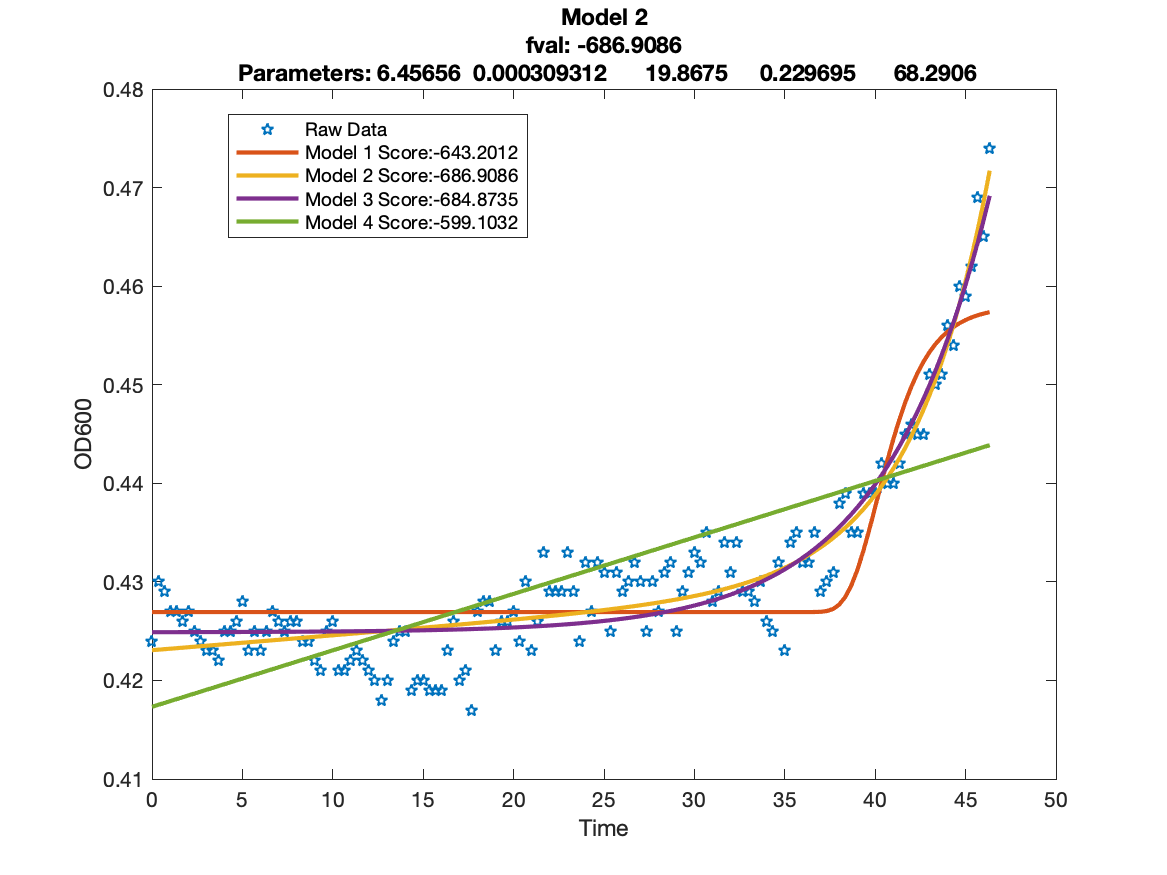 Model 2
fval: -686.9086
Parameters: 6.45656 0.000309312 19.8675 0.229695 68.2906
Raw Data
Model 1 Score:-643.2012
Model 2 Score:-686.9086
Model 3 Score:-684.8735
Model 4 Score:-599.1032
OD600
0.48
0.47
0.46
0.45
0.44
0.43
0.42
0.41
0 5 10 15 20 25 30 35 40 45 50
Time